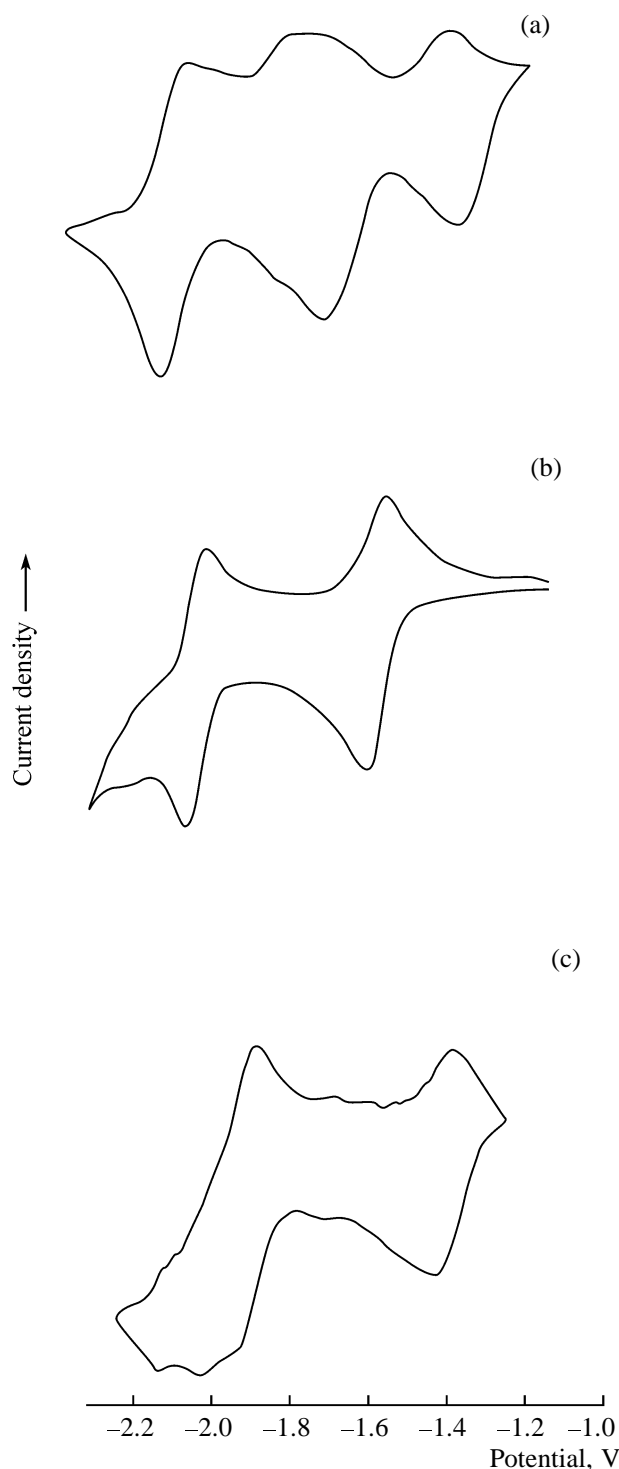 (a)
(b)
Current density
(c)
–2.2 –2.0 –1.8 –1.6 –1.4 –1.2 –1.0
Potential, V